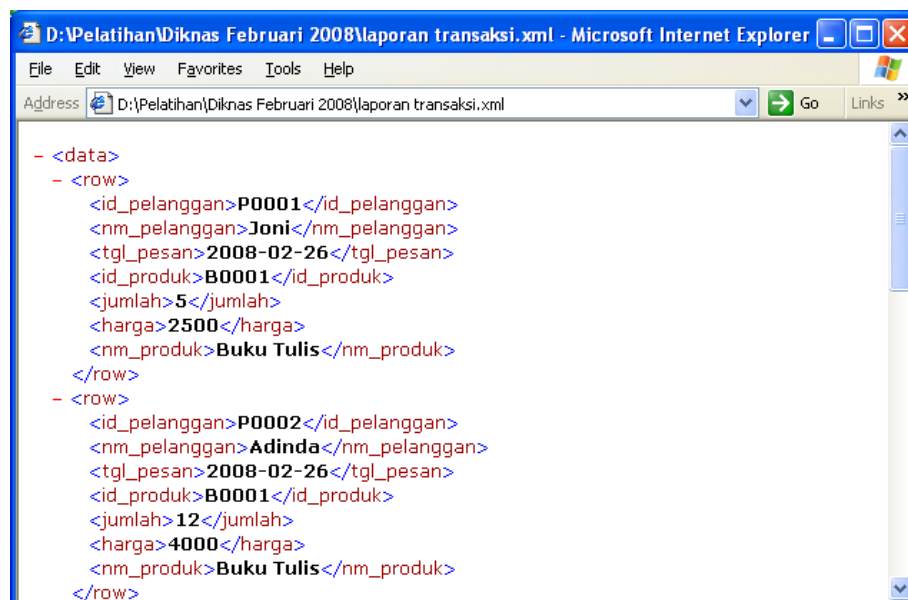 D:\Pelatihan\Diknas Februari 2008\laporan transaksi.xml - Microsoft Internet Explorer
File Edit View Favorites Tools Help
Address D:\Pelatihan\Diknas Februari 2008\laporan transaksi.xml Go Links »
- <data>
- <row>
<id_pelanggan>P0001</id_pelanggan>
<nm_pelanggan>Joni</nm_pelanggan>
<tgl_pesan>2008-02-26</tgl_pesan>
<id_produk>B0001</id_produk>
<jumlah>5</jumlah>
<harga>2500</harga>
<nm_produk>Buku Tulis</nm_produk>
</row>
- <row>
<id_pelanggan>P0002</id_pelanggan>
<nm_pelanggan>Adinda</nm_pelanggan>
<tgl_pesan>2008-02-26</tgl_pesan>
<id_produk>B0001</id_produk>
<jumlah>12</jumlah>
<harga>4000</harga>
<nm_produk>Buku Tulis</nm_produk>
</row>